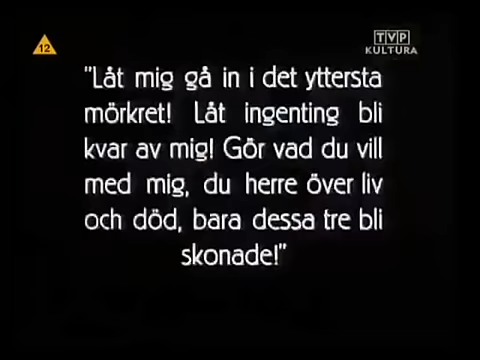 12
TVP
KULTURA
"Låt mig gå in i det yttersta
mörkret! Låt ingenting bli
kvar av mig! Gör vad du vill
med mig, du herre över liv
och död, bara dessa tre bli
skonade!"